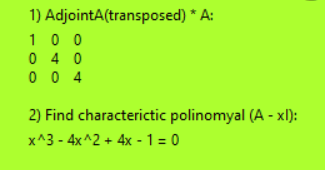 1) AdjointA(transposed) * A:
1 0 0
0 4 0
0 0 4
2) Find charecterictic polinomyal (A - xI):
x^3 - 4x^2 + 4x - 1 = 0